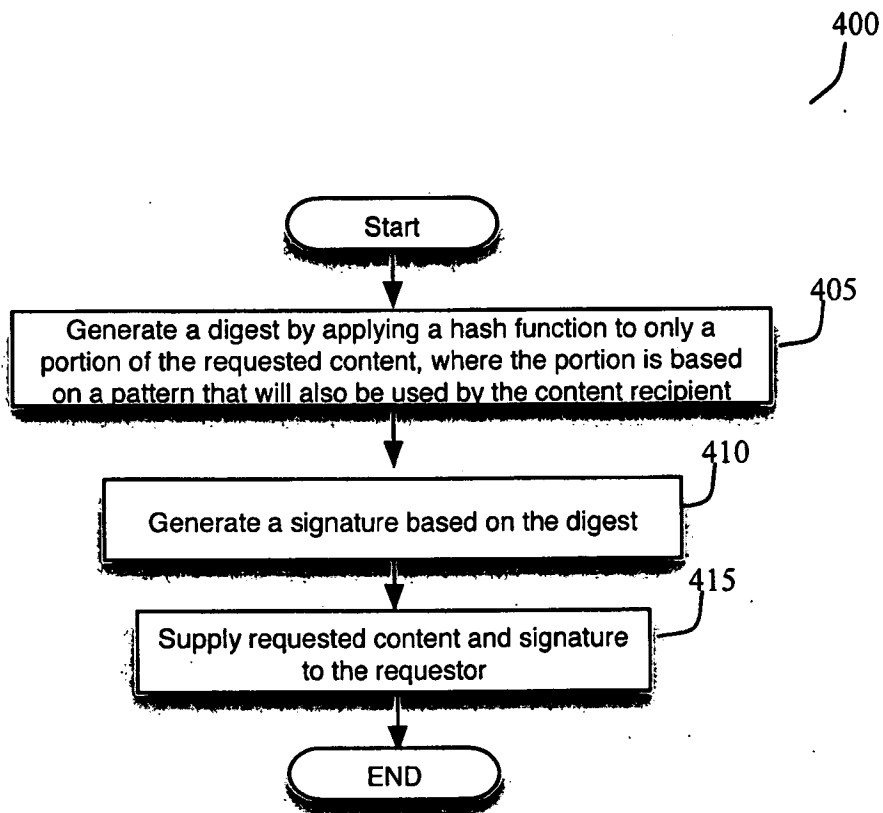 400
Start
405
Generate a digest by applying a hash function to only a
portion of the requested content, where the portion is based
on a pattern that will also be used by the content recipient
410
Generate a signature based on the digest
415
Supply requested content and signature
to the requestor
END